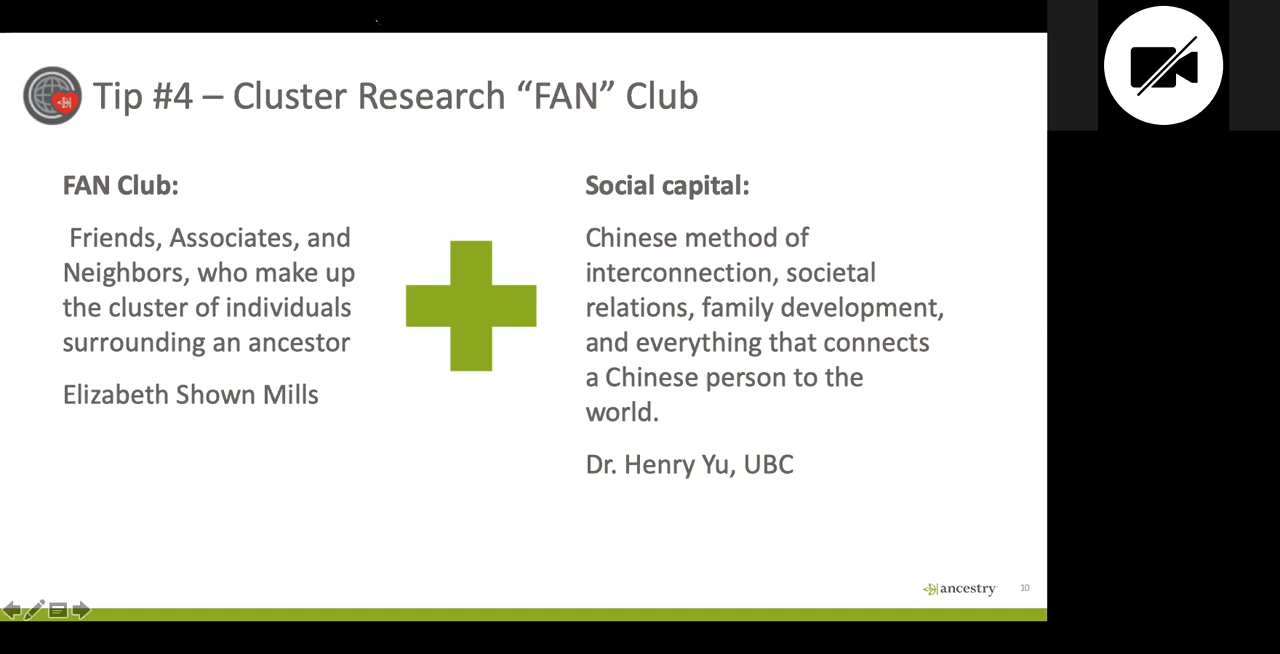 Tip #4 – Cluster Research “FAN” Club
FAN Club:
Friends, Associates, and
Neighbors, who make up
the cluster of individuals
surrounding an ancestor
Elizabeth Shown Mills
Social capital:
Chinese method of
interconnection, societal
relations, family development,
and everything that connects
a Chinese person to the
world.
Dr. Henry Yu, UBC
ancestry
10